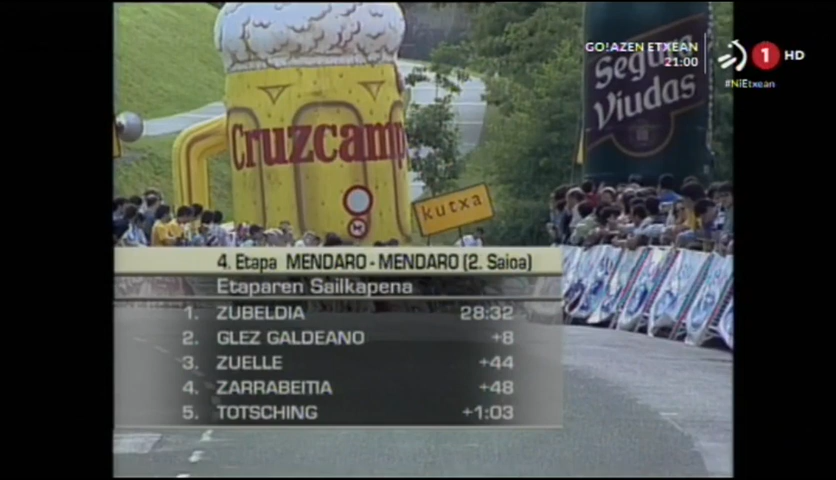 GO!AZEN ETXEAN
21:00
1 HD
#NiEtxean
Segura
Viudas
Cruzcamp
kutxa
4. Etapa MENDARO - MENDARO (2. Saioa)
Etaparen Sailkapena
1. ZUBELDIA 28:32
2. GLEZ GALDEANO +8
3. ZUELLE +44
4. ZARRABEITIA +48
5. TOTSCHING +1:03